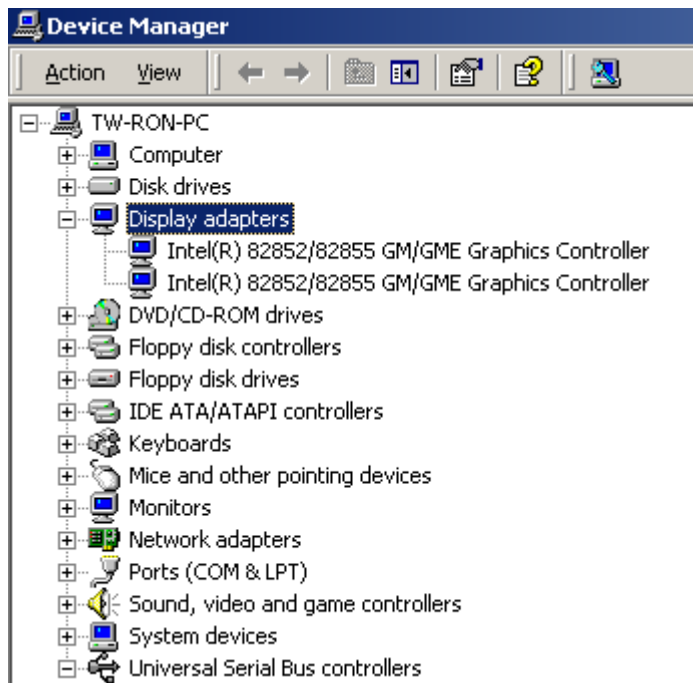 Device Manager
Action View
TW-RON-PC
Computer
Disk drives
Display adapters
Intel(R) 82852/82855 GM/GME Graphics Controller
Intel(R) 82852/82855 GM/GME Graphics Controller
DVD/CD-ROM drives
Floppy disk controllers
Floppy disk drives
IDE ATA/ATAPI controllers
Keyboards
Mice and other pointing devices
Monitors
Network adapters
Ports (COM & LPT)
Sound, video and game controllers
System devices
Universal Serial Bus controllers